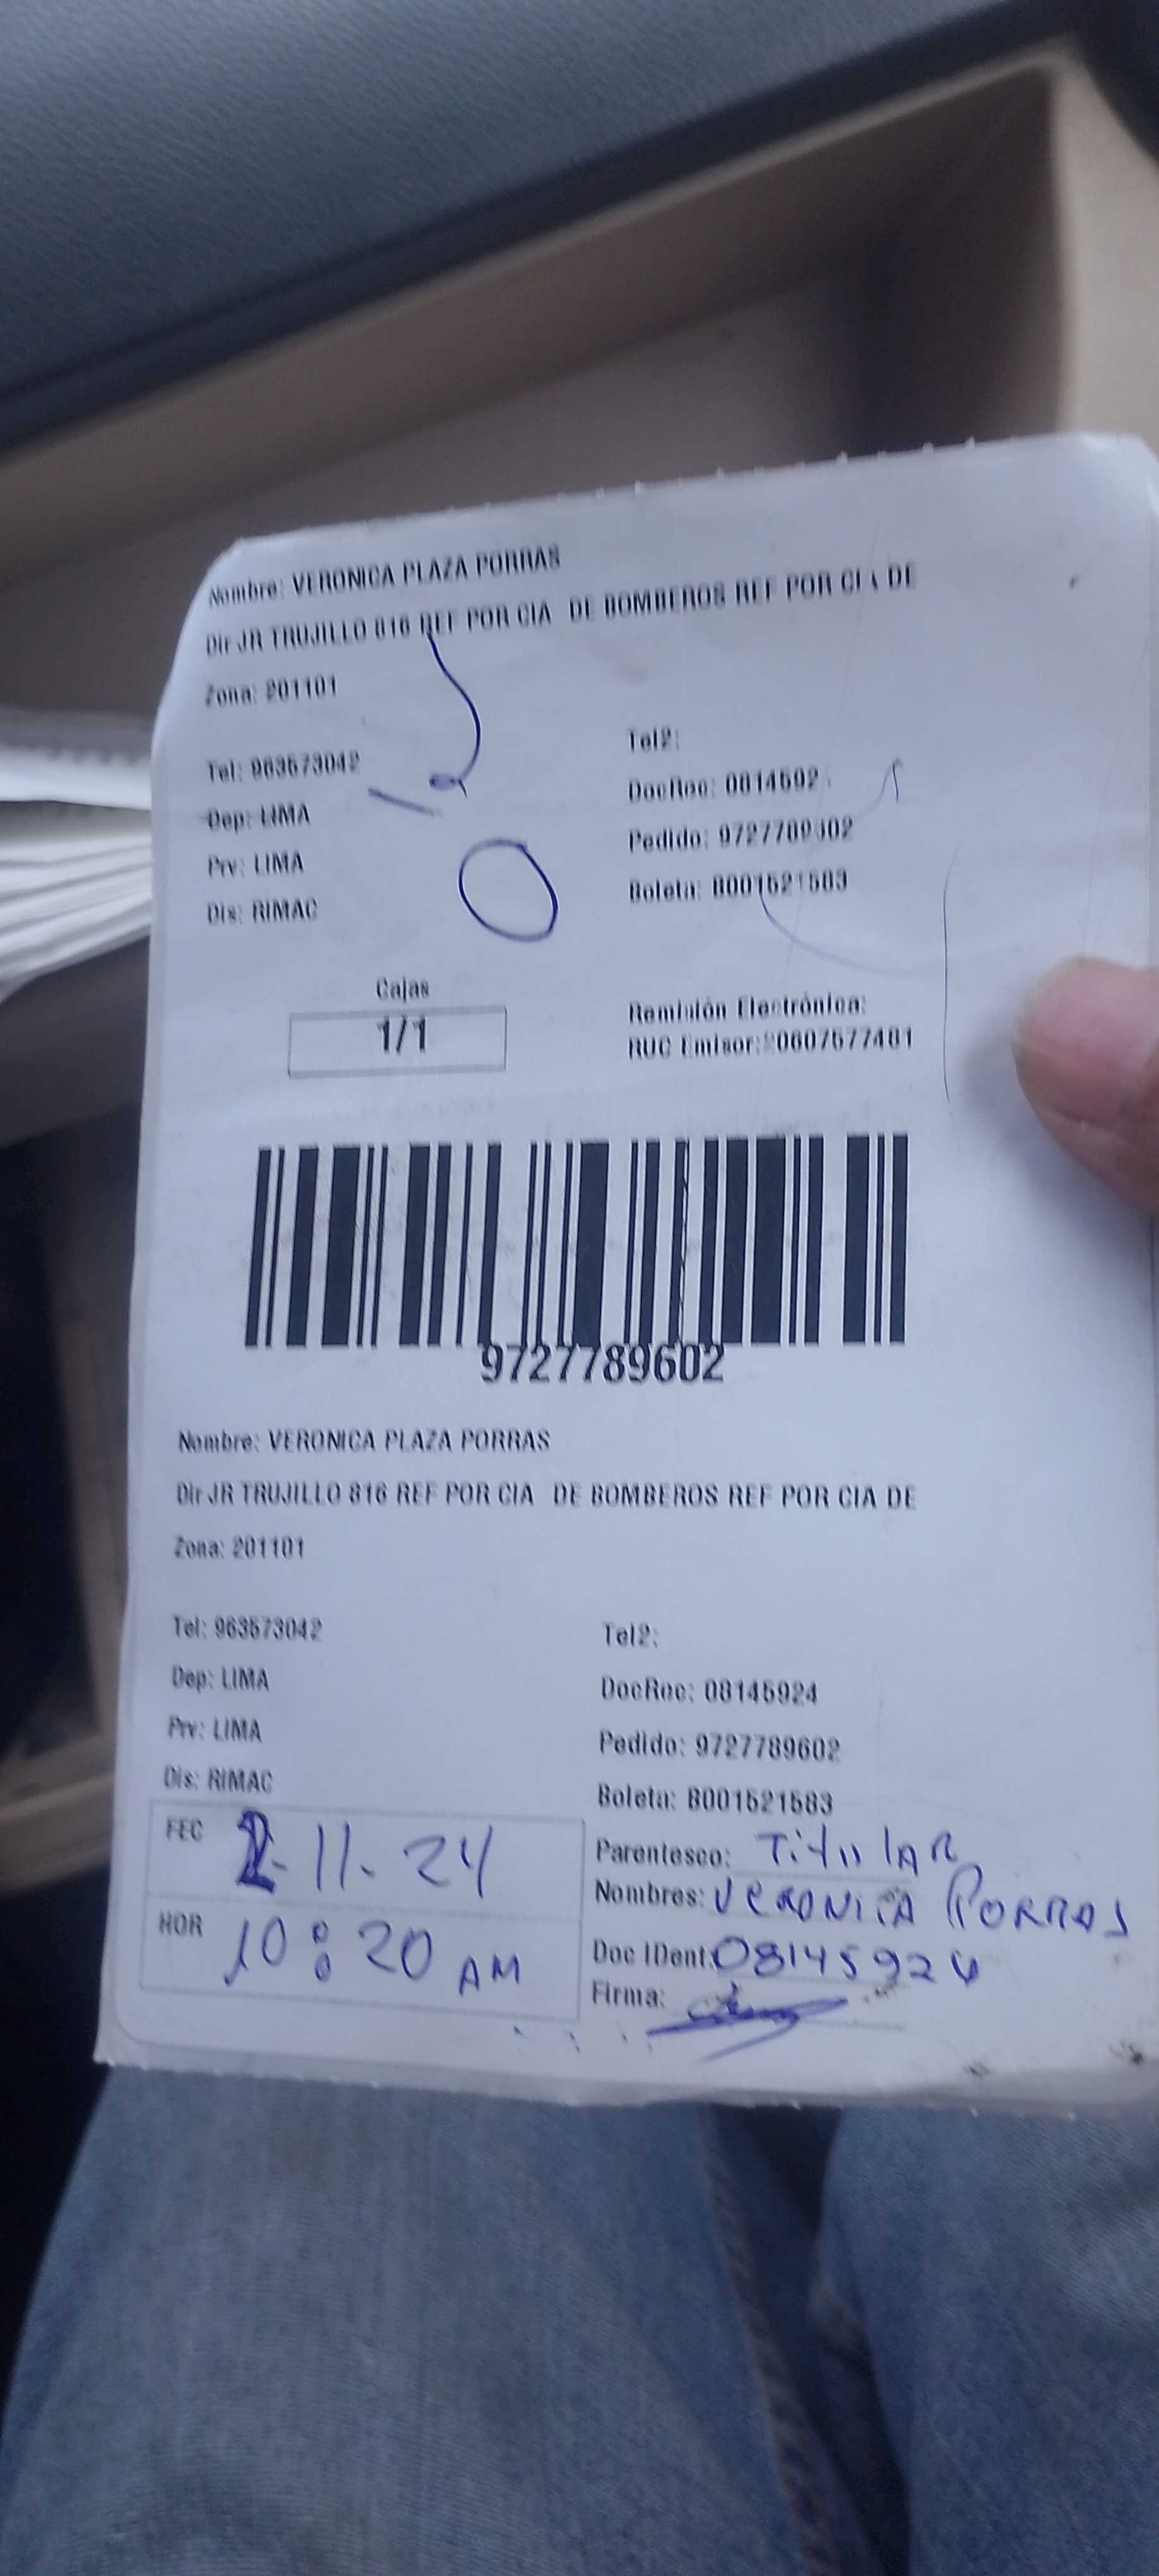 Nombre: VERONICA PLAZA PORRAS
Dir JR TRUJILLO 816 REF POR CIA DE BOMBEROS REF POR CIA DE
Zona: 201101
Tel: 963573042
Tel2:
Dep: LIMA
DocRec: 0814592
Prv: LIMA
Pedido: 9727789602
Dis: RIMAC
Boleta: B001521583
Cajas
1/1
Remisión Electrónica:
RUC Emisor:20607577481
9727789602
Nombre: VERONICA PLAZA PORRAS
Dir JR TRUJILLO 816 REF POR CIA DE BOMBEROS REF POR CIA DE
Zona: 201101
Tel: 963573042
Tel2:
Dep: LIMA
DocRec: 08145924
Prv: LIMA
Pedido: 9727789602
Dis: RIMAC
Boleta: B001521583
FEC 2-11-24
Parentesco: TitulAR
Nombres: VERONICA PORRAS
HOR 10:20 AM
Doc IDent: 08145924
Firma: